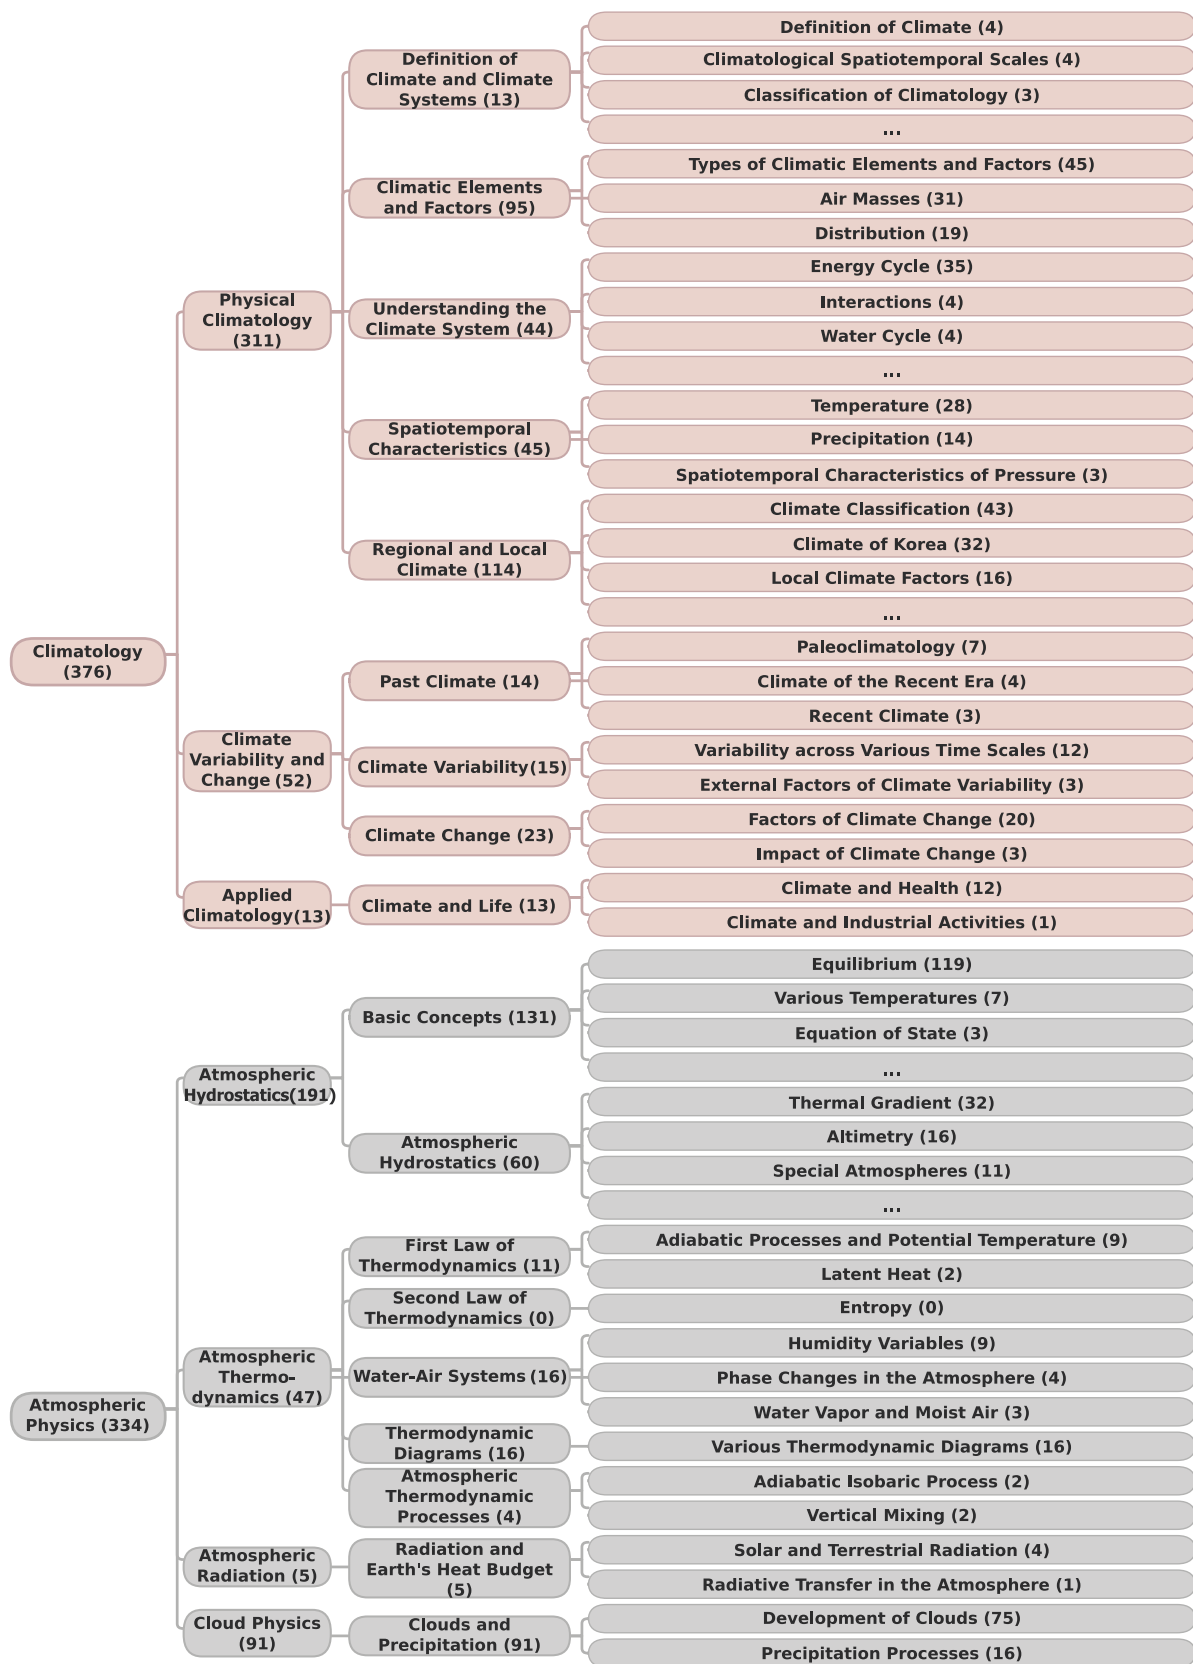 Climatology
(376)
Physical
Climatology
(311)
Definition of
Climate and Climate
Systems (13)
Definition of Climate (4)
Climatological Spatiotemporal Scales (4)
Classification of Climatology (3)
...
Climatic Elements
and Factors (95)
Types of Climatic Elements and Factors (45)
Air Masses (31)
Distribution (19)
Understanding the
Climate System (44)
Energy Cycle (35)
Interactions (4)
Water Cycle (4)
...
Spatiotemporal
Characteristics (45)
Temperature (28)
Precipitation (14)
Spatiotemporal Characteristics of Pressure (3)
Regional and Local
Climate (114)
Climate Classification (43)
Climate of Korea (32)
Local Climate Factors (16)
...
Climate
Variability and
Change (52)
Past Climate (14)
Paleoclimatology (7)
Climate of the Recent Era (4)
Recent Climate (3)
Climate Variability (15)
Variability across Various Time Scales (12)
External Factors of Climate Variability (3)
Climate Change (23)
Factors of Climate Change (20)
Impact of Climate Change (3)
Applied
Climatology(13)
Climate and Life (13)
Climate and Health (12)
Climate and Industrial Activities (1)
Atmospheric
Physics (334)
Atmospheric
Hydrostatics(191)
Basic Concepts (131)
Equilibrium (119)
Various Temperatures (7)
Equation of State (3)
...
Atmospheric
Hydrostatics (60)
Thermal Gradient (32)
Altimetry (16)
Special Atmospheres (11)
...
Atmospheric
Thermo-
dynamics (47)
First Law of
Thermodynamics (11)
Adiabatic Processes and Potential Temperature (9)
Latent Heat (2)
Second Law of
Thermodynamics (0)
Entropy (0)
Water-Air Systems (16)
Humidity Variables (9)
Phase Changes in the Atmosphere (4)
Water Vapor and Moist Air (3)
Thermodynamic
Diagrams (16)
Various Thermodynamic Diagrams (16)
Atmospheric
Thermodynamic
Processes (4)
Adiabatic Isobaric Process (2)
Vertical Mixing (2)
Atmospheric
Radiation (5)
Radiation and
Earth's Heat Budget
(5)
Solar and Terrestrial Radiation (4)
Radiative Transfer in the Atmosphere (1)
Cloud Physics
(91)
Clouds and
Precipitation (91)
Development of Clouds (75)
Precipitation Processes (16)